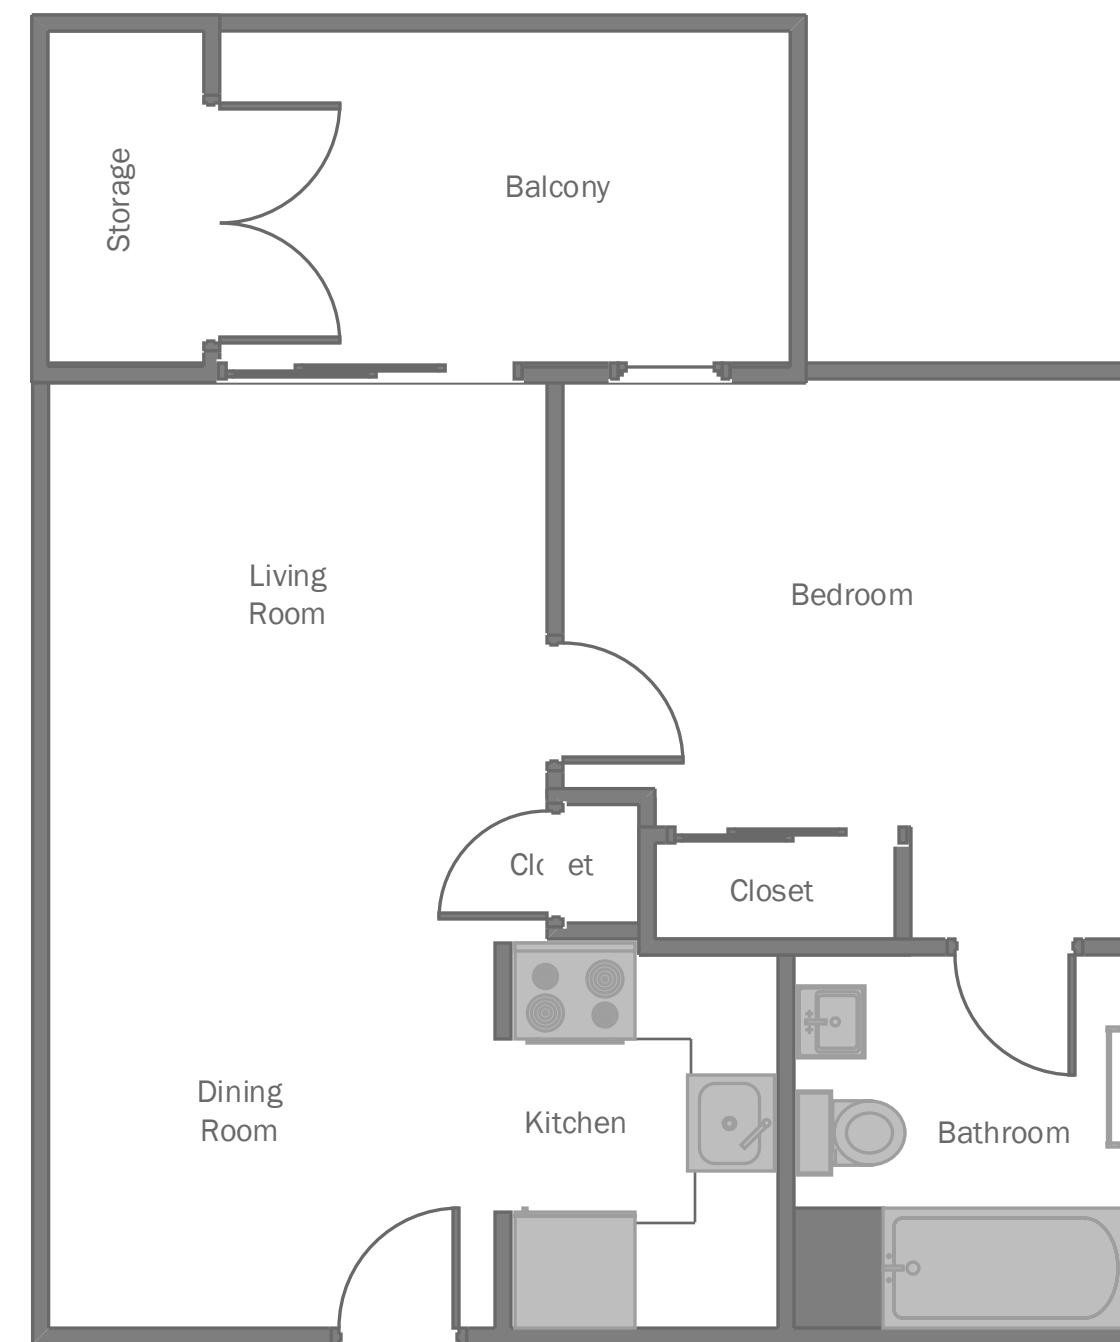 Storage
Balcony
Living
Room
Bedroom
Closet
Dining
Room
Kitchen
Bathroom